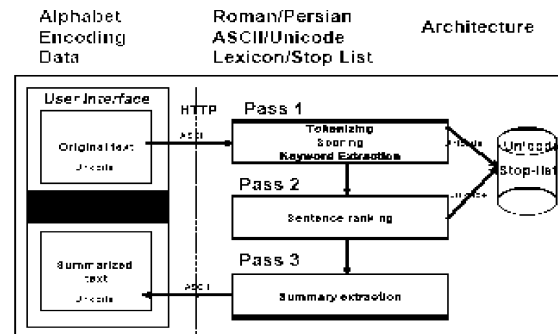 Alphabet
Encoding
Data
Roman/Persian
ASCII/Unicode
Lexicon/Stop List
Architecture
User Interface
HTTP
Original text
Unicode
ASCII
Pass 1
Tokenizing
Scoring
Keyword Extraction
Unicode
Unicode
Stop-list
Pass 2
Sentence ranking
Unicode
Pass 3
Summary extraction
ASCII
Summarized
text
Unicode